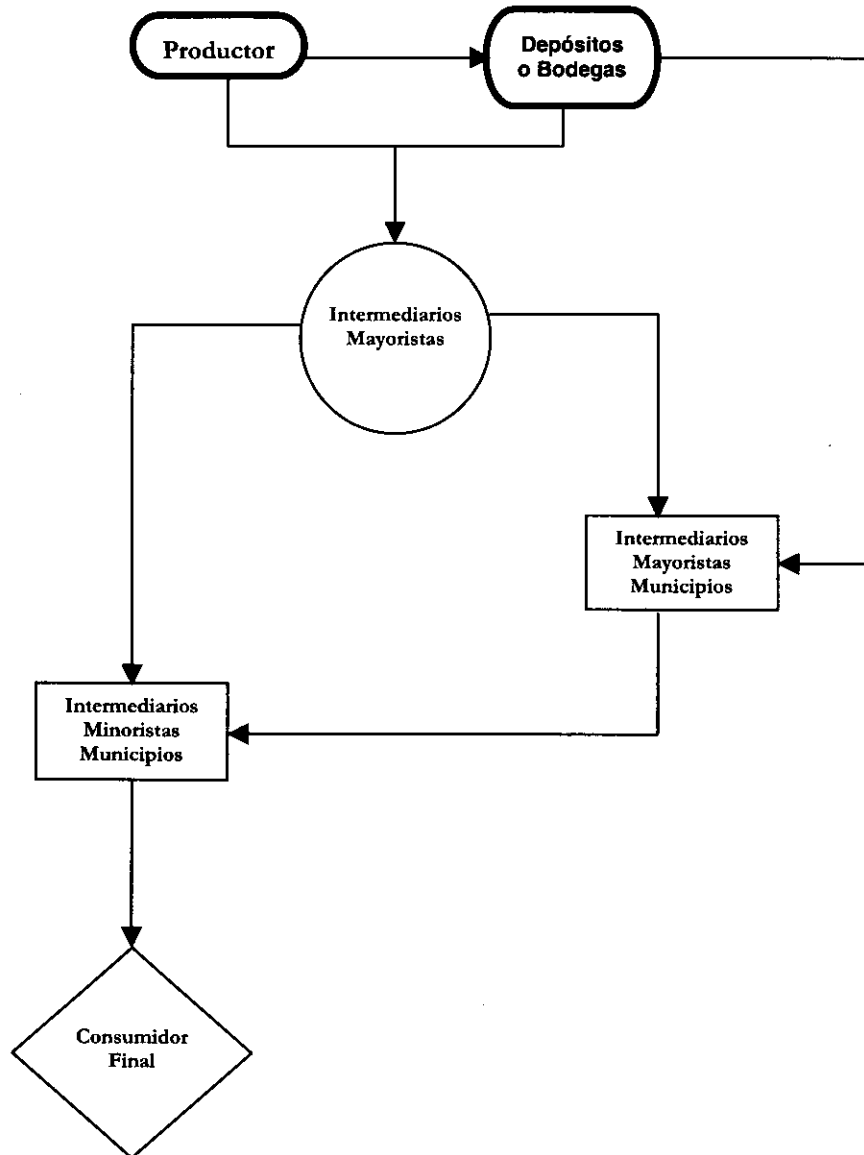 Productor
Depósitos
o Bodegas
Intermediarios
Mayoristas
Intermediarios
Mayoristas
Municipios
Intermediarios
Minoristas
Municipios
Consumidor
Final